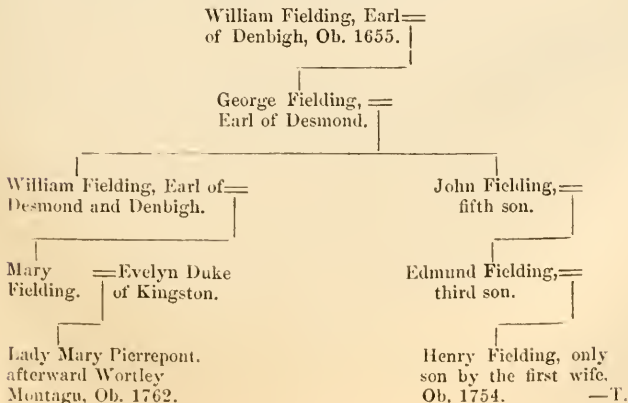 William Fielding, Earl
of Denbigh, Ob. 1655.
George Fielding,
Earl of Desmond.
William Fielding, Earl of
Desmond and Denbigh.
John Fielding,
fifth son.
Mary
Fielding.
Evelyn Duke
of Kingston.
Edmund Fielding,
third son.
Lady Mary Pierrepont.
afterward Wortley
Montagu, Ob. 1762.
Henry Fielding, only
son by the first wife.
Ob. 1754. —T.